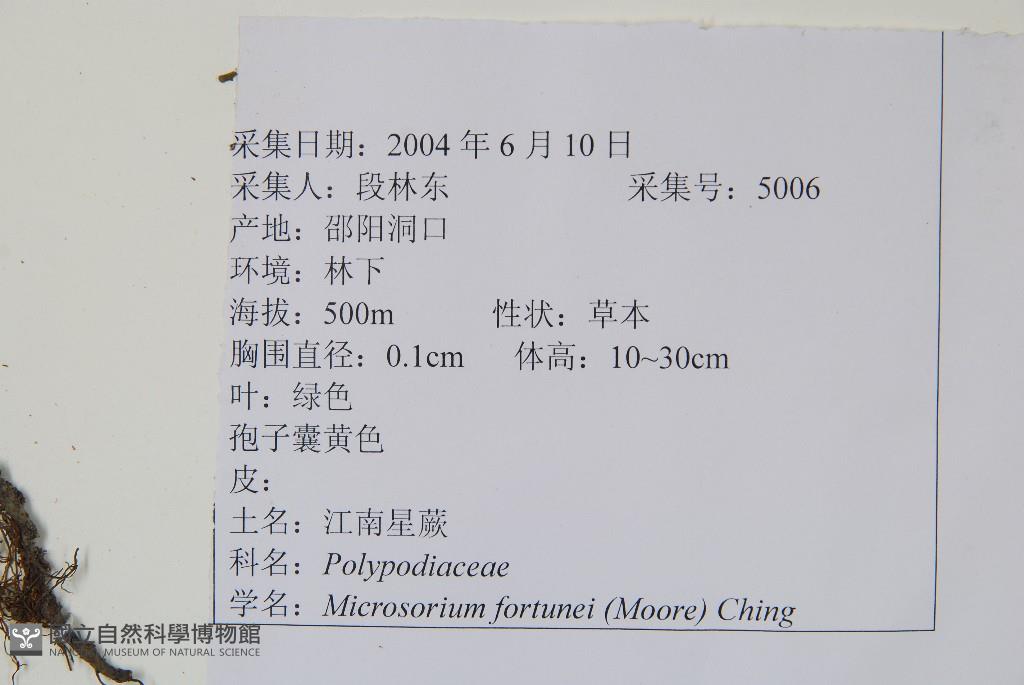 采集日期：2004 年 6 月 10 日
采集人：段林东 采集号：5006
产地：邵阳洞口
环境：林下
海拔：500m 性状：草本
胸围直径：0.1cm 体高：10~30cm
叶：绿色
孢子囊黄色
皮：
土名：江南星蕨
科名：Polypodiaceae
学名：Microsorium fortunei (Moore) Ching
國立自然科學博物館
NATIONAL MUSEUM OF NATURAL SCIENCE